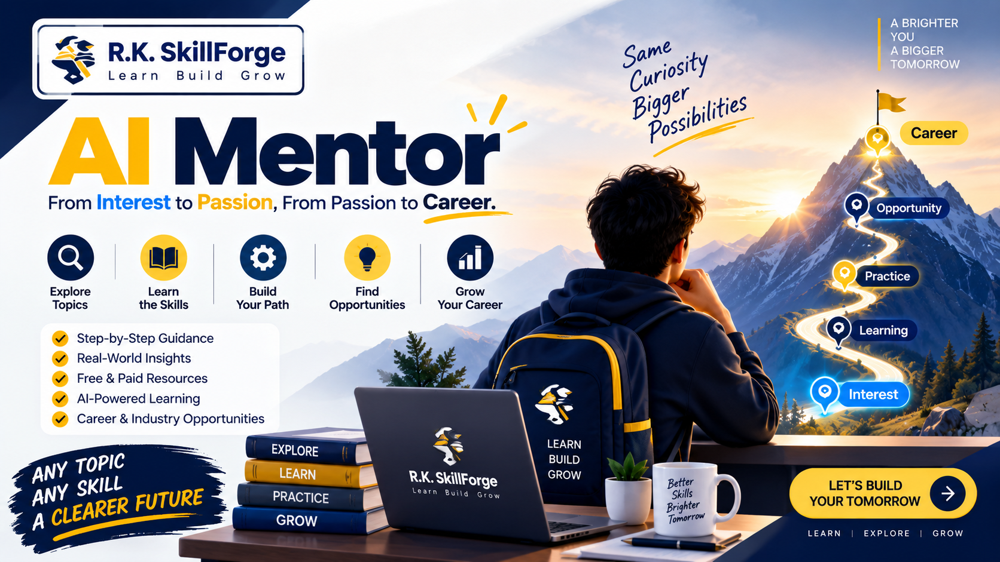 R.K. SkillForge
Learn Build Grow
AI Mentor
From Interest to Passion, From Passion to Career.
Explore
Topics
Learn
the Skills
Build
Your Path
Find
Opportunities
Grow
Your Career
Step-by-Step Guidance
Real-World Insights
Free & Paid Resources
AI-Powered Learning
Career & Industry Opportunities
ANY TOPIC
ANY SKILL
A CLEARER FUTURE
EXPLORE
LEARN
PRACTICE
GROW
R.K. SkillForge
Learn Build Grow
LEARN
BUILD
GROW
Better
Skills
Brighter
Tomorrow
Same
Curiosity
Bigger
Possibilities
A BRIGHTER
YOU
A BIGGER
TOMORROW
Career
Opportunity
Practice
Learning
Interest
LET'S BUILD
YOUR TOMORROW
LEARN | EXPLORE | GROW